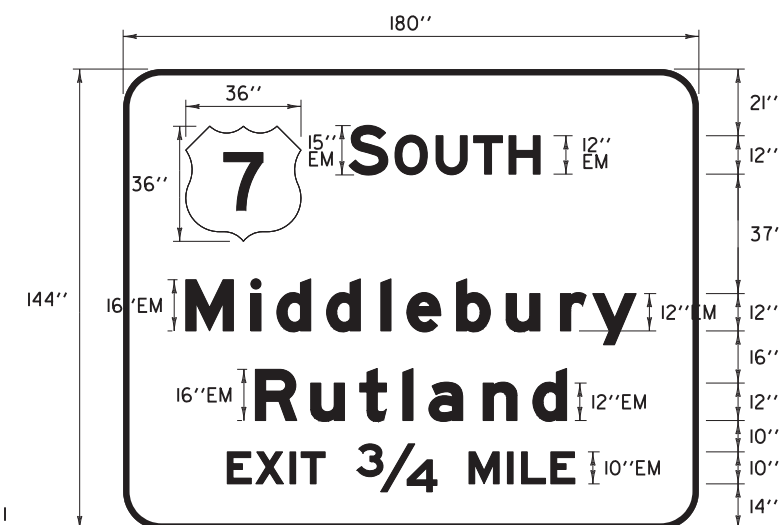 180''
36''
21''
15'' EM
SOUTH
12'' EM
12''
7
36''
37'
144''
16''EM
Middlebury
12''EM
12''
16''
16''EM
Rutland
12''EM
12''
10''
EXIT 3/4 MILE
10''EM
10''
14''